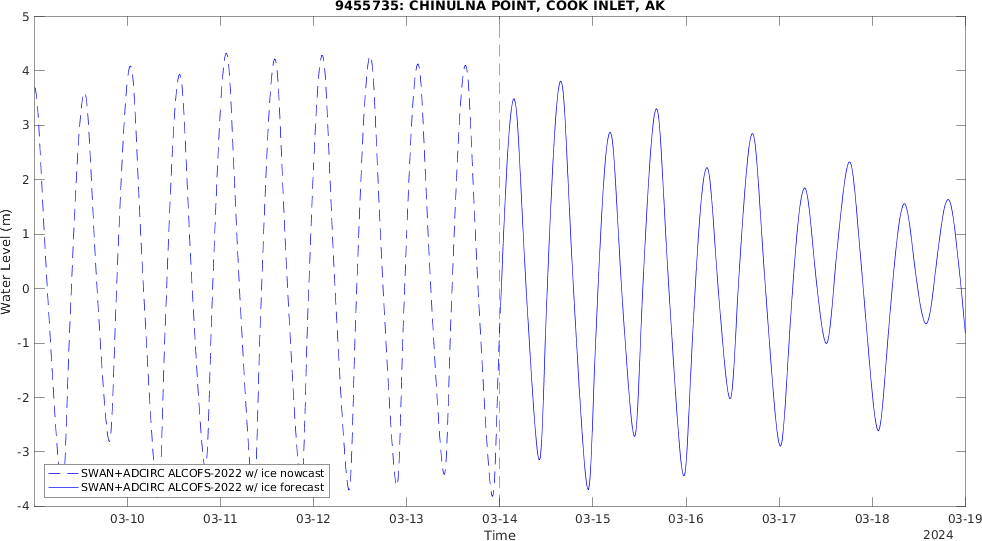 9455735: CHINULNA POINT, COOK INLET, AK
5
4
3
2
1
0
-1
-2
-3
-4
Water Level (m)
SWAN+ADCIRC ALCOFS-2022 w/ ice nowcast
SWAN+ADCIRC ALCOFS-2022 w/ ice forecast
03-10 03-11 03-12 03-13 03-14 03-15 03-16 03-17 03-18 03-19
Time
2024